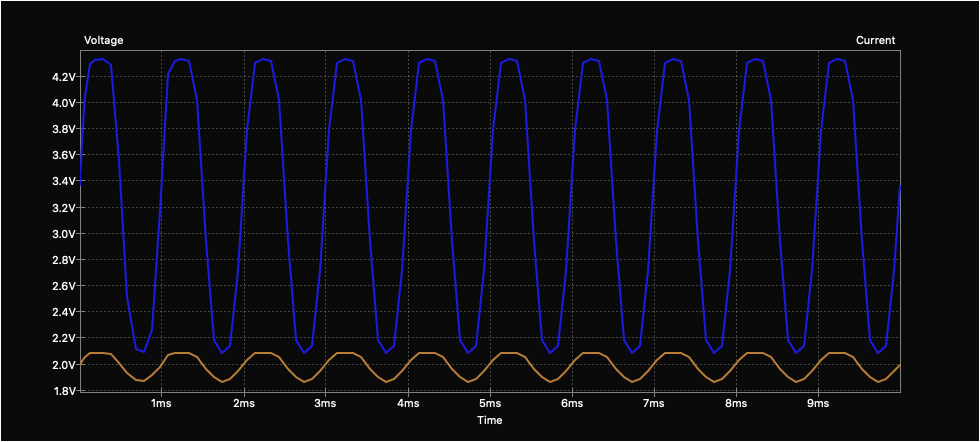 Voltage Current
4.2V
4.0V
3.8V
3.6V
3.4V
3.2V
3.0V
2.8V
2.6V
2.4V
2.2V
2.0V
1.8V
1ms 2ms 3ms 4ms 5ms 6ms 7ms 8ms 9ms
Time